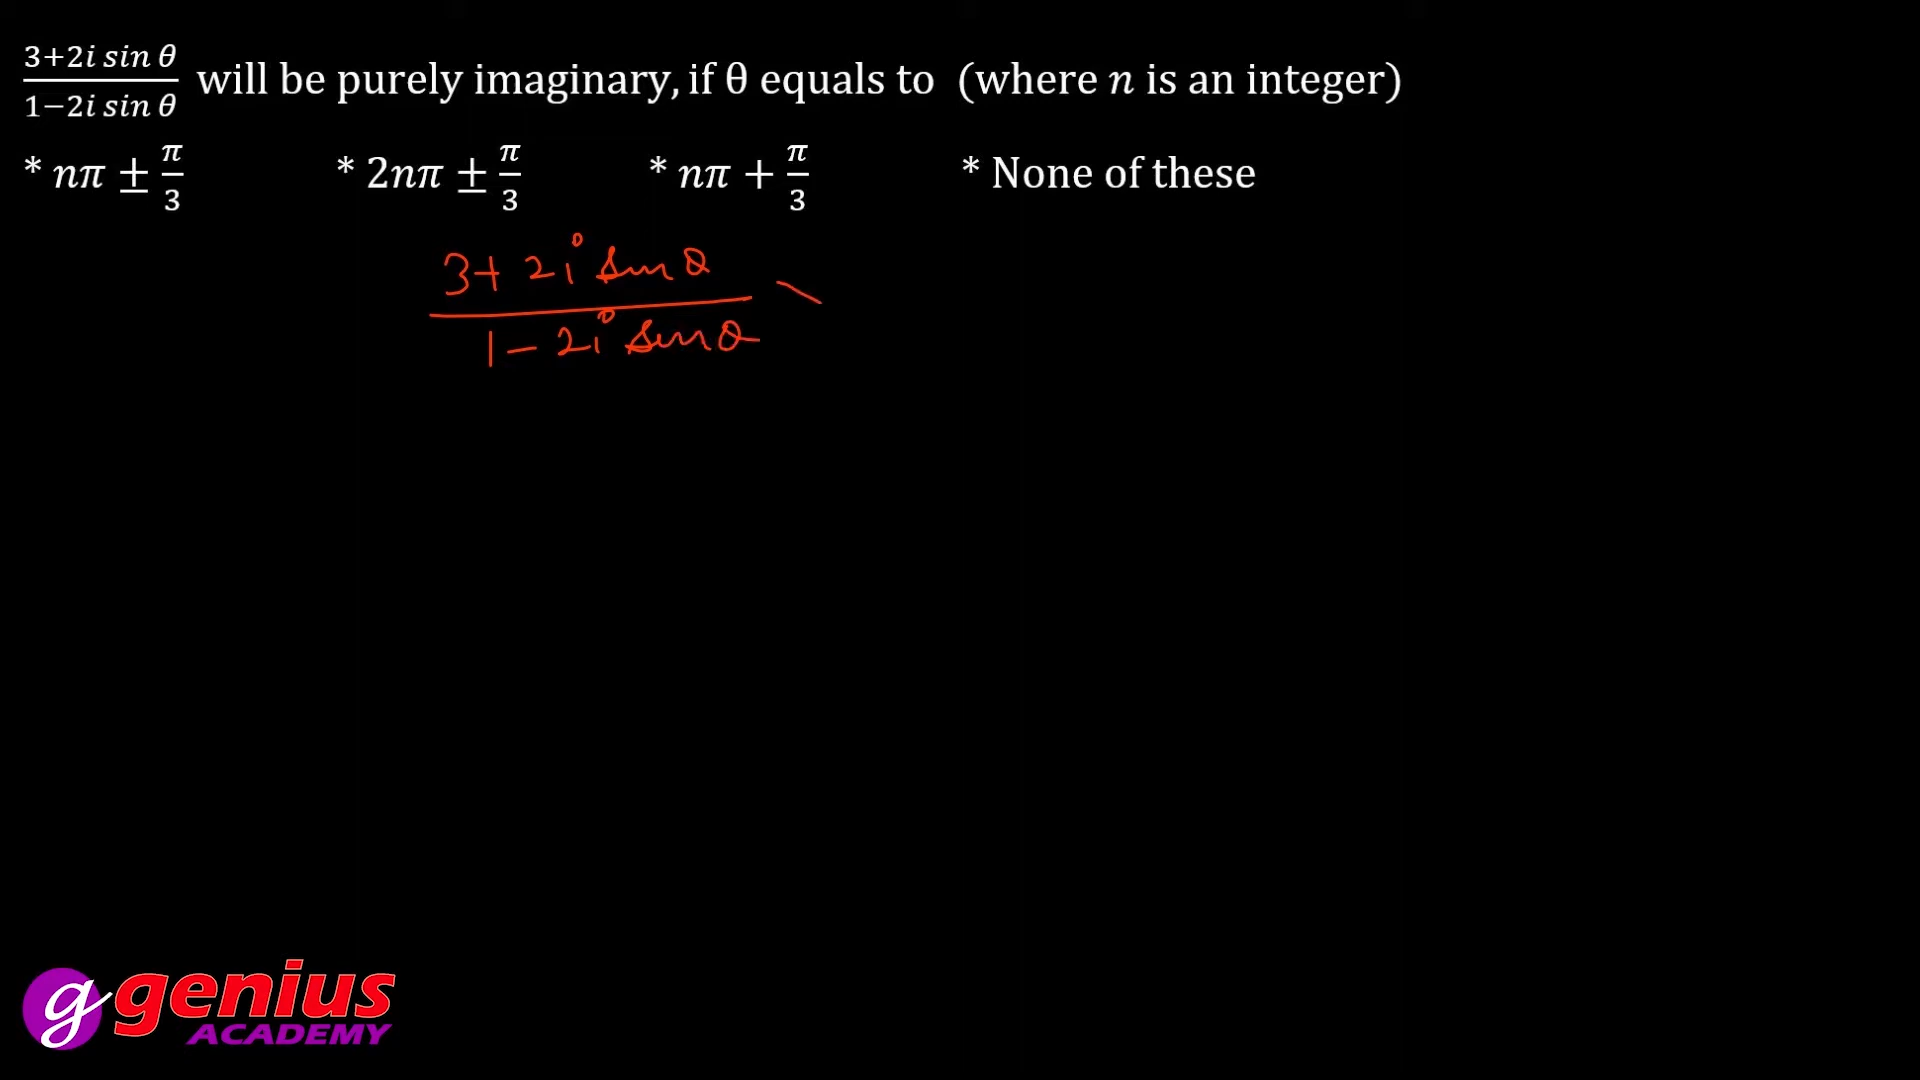 3+2i sin θ / 1−2i sin θ will be purely imaginary, if θ equals to (where n is an integer)
* nπ ± π/3 * 2nπ ± π/3 * nπ + π/3 * None of these
3+ 2i sin θ
1 − 2i sin θ
g genius
ACADEMY